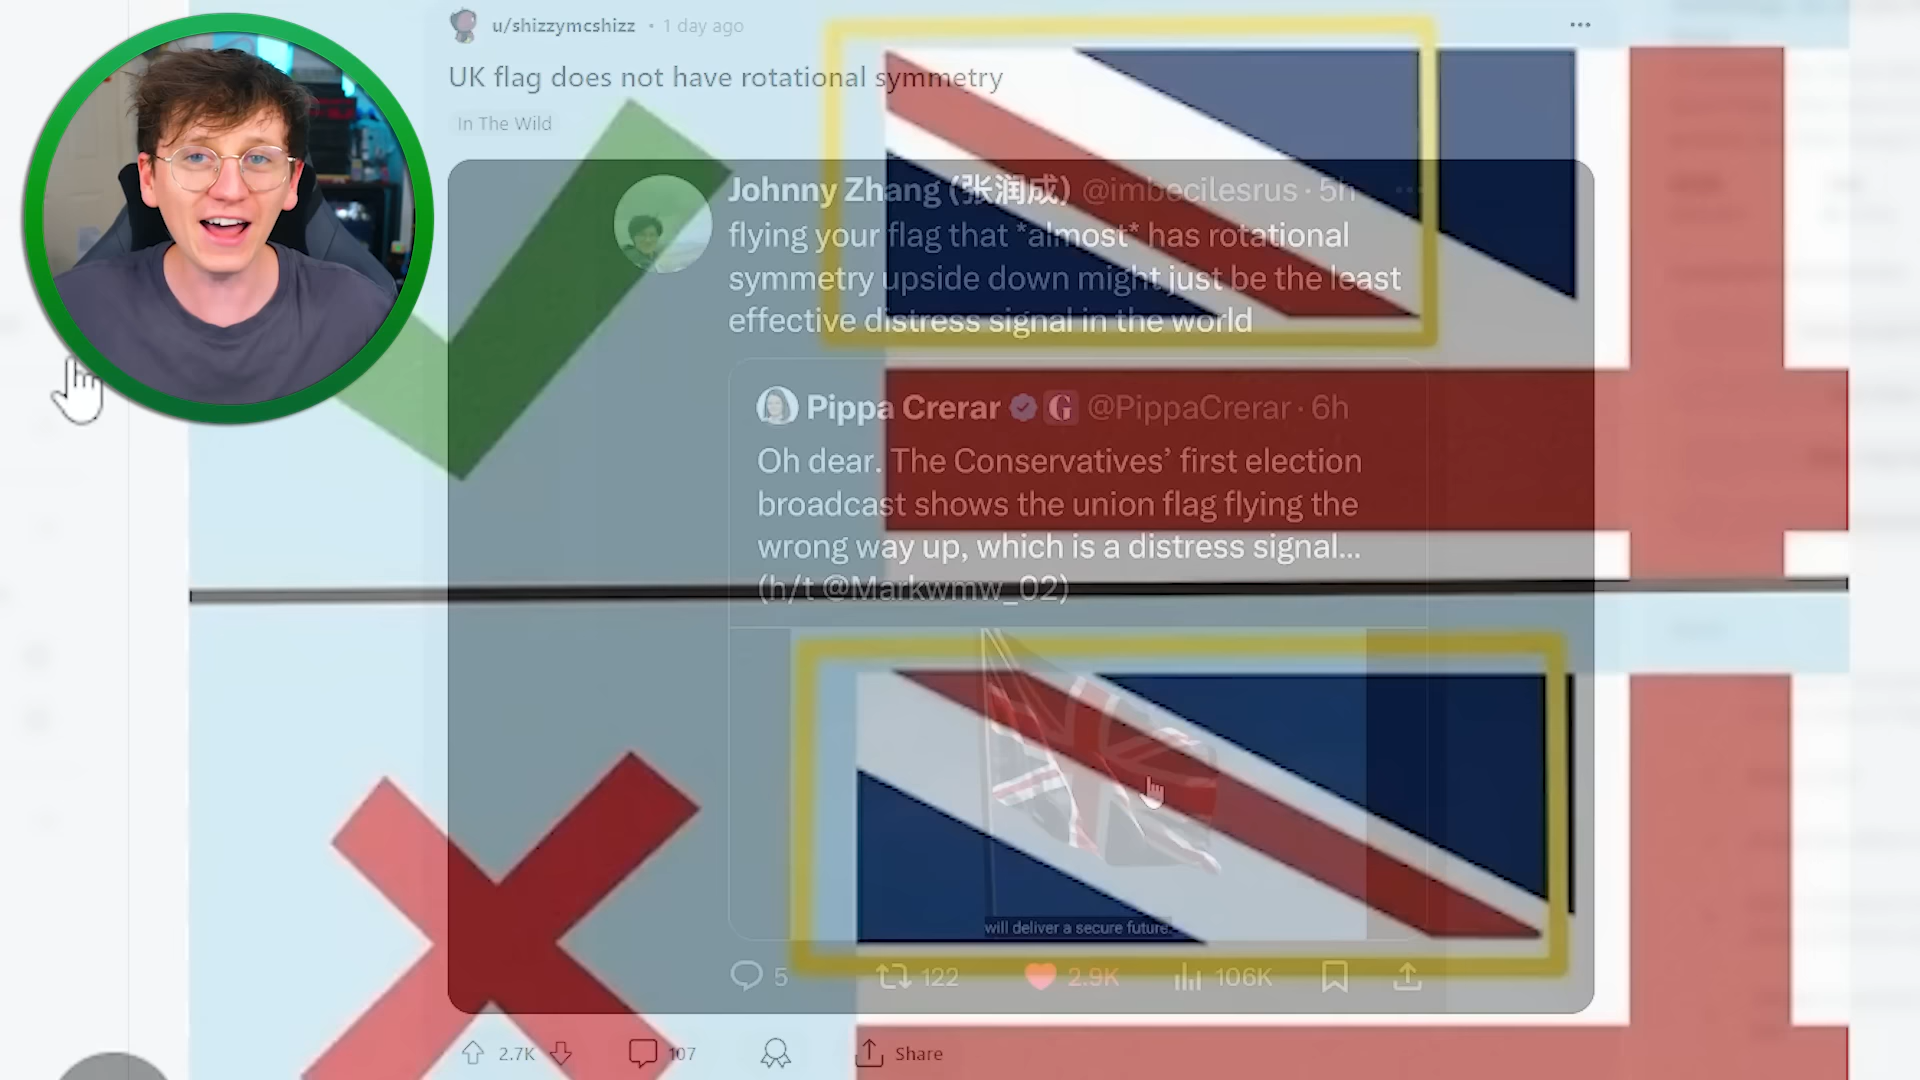 u/shizzymcshizz • 1 day ago
UK flag does not have rotational symmetry
In The Wild
Johnny Zhang (张润成) @imbecilesrus · 5h
flying your flag that *almost* has rotational
symmetry upside down might just be the least
effective distress signal in the world
Pippa Crerar G @PippaCrerar · 6h
Oh dear. The Conservatives’ first election
broadcast shows the union flag flying the
wrong way up, which is a distress signal...
(h/t @Markwmw_02)
will deliver a secure future.
5 122 2.9K 106K
2.7K 107 Share